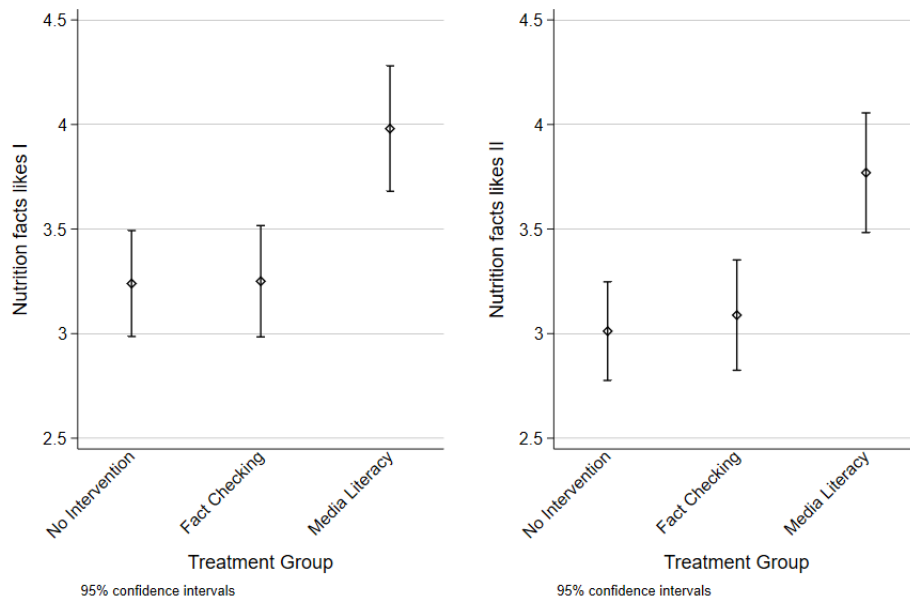 Nutrition facts likes I
4.5
4
3.5
3
2.5
No Intervention
Fact Checking
Media Literacy
Treatment Group
95% confidence intervals
Nutrition facts likes II
4.5
4
3.5
3
2.5
No Intervention
Fact Checking
Media Literacy
Treatment Group
95% confidence intervals